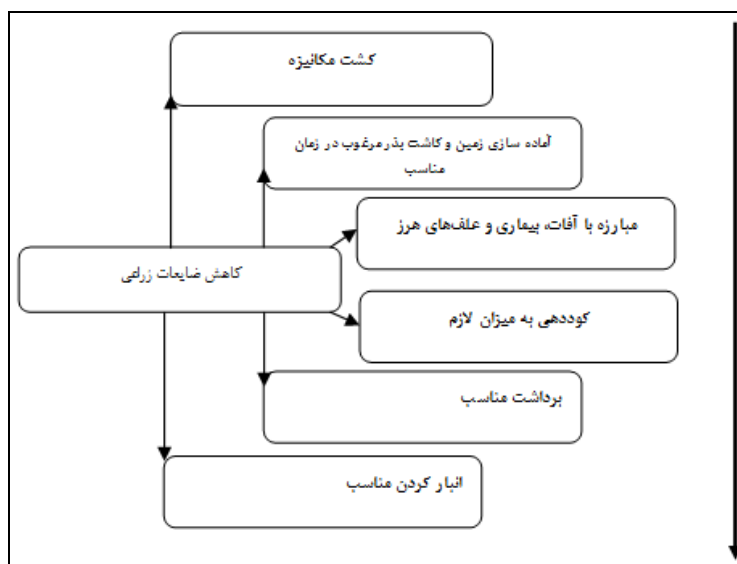 کشت مکانیزه
آماده سازی زمین و کاشت بذر مرغوب در زمان
مناسب
مبارزه با آفات، بیماری و علف‌های هرز
کاهش ضایعات زراعی
کوددهی به میزان لازم
برداشت مناسب
انبار کردن مناسب